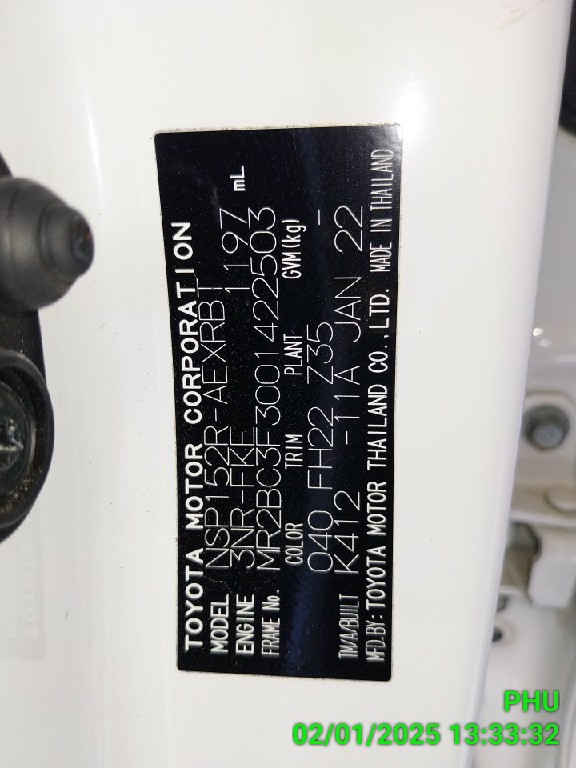 TOYOTA MOTOR CORPORATION
MODEL NSP152R-AEXRBT
ENGINE 3NR-FKE 1197 mL
FRAME No. MR2BC3F3001422503
COLOR TRIM PLANT GVM(kg)
040 FH22 Z35 -
TM/A/BUILT K412 -11A JAN 22
MFD.BY: TOYOTA MOTOR THAILAND CO.,LTD. MADE IN THAILAND
PHU
02/01/2025 13:33:32